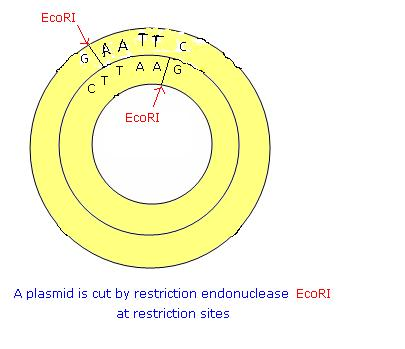 EcoRI
G A A T T C
C T T A A G
EcoRI
A plasmid is cut by restriction endonuclease EcoRI
at restriction sites